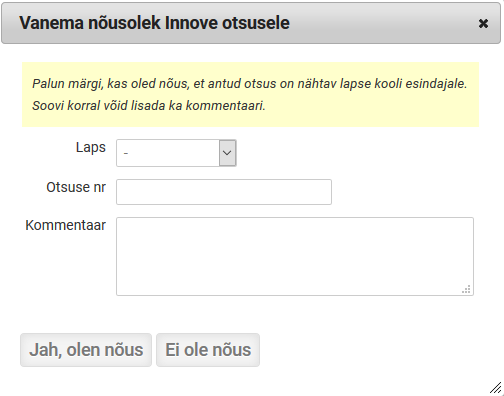 Vanema nõusolek Innove otsusele
Palun märgi, kas oled nõus, et antud otsus on nähtav lapse kooli esindajale.
Soovi korral võid lisada ka kommentaari.
Laps -
Otsuse nr
Kommentaar
Jah, olen nõus Ei ole nõus